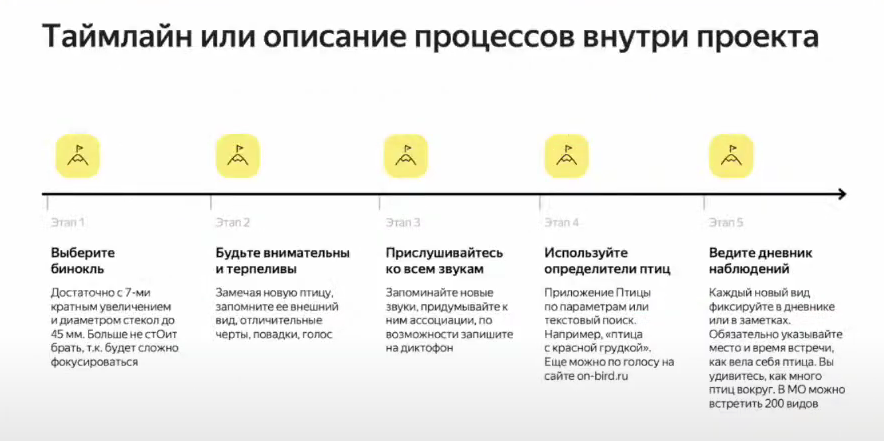 Таймлайн или описание процессов внутри проекта
Этап 1
Выберите
бинокль
Достаточно с 7-ми
кратным увеличением
и диаметром стекол до
45 мм. Больше не стОит
брать, т.к. будет сложно
фокусироваться
Этап 2
Будьте внимательны
и терпеливы
Замечая новую птицу,
запомните ее внешний
вид, отличительные
черты, повадки, голос
Этап 3
Прислушивайтесь
ко всем звукам
Запоминайте новые
звуки, придумывайте к
ним ассоциации, по
возможности запишите
на диктофон
Этап 4
Используйте
определители птиц
Приложение Птицы
по параметрам или
текстовый поиск.
Например, «птица
с красной грудкой».
Еще можно по голосу на
сайте on-bird.ru
Этап 5
Ведите дневник
наблюдений
Каждый новый вид
фиксируйте в дневнике
или в заметках.
Обязательно указывайте
место и время встречи,
как вела себя птица. Вы
удивитесь, как много
птиц вокруг. В МО можно
встретить 200 видов